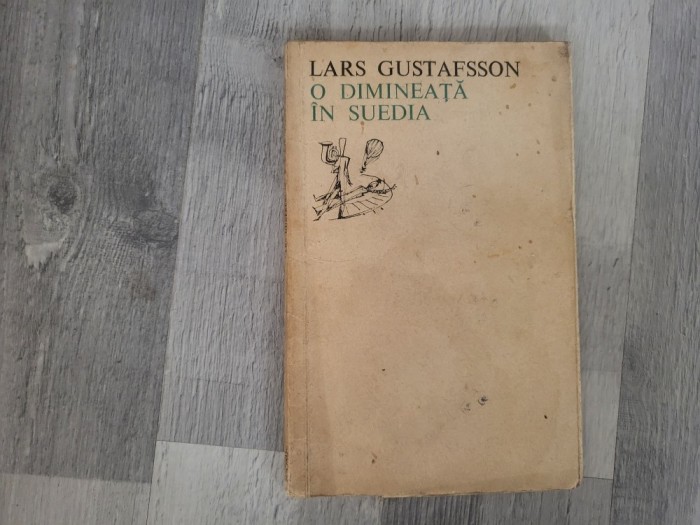 LARS GUSTAFSSON
O DIMINEAȚĂ
ÎN SUEDIA